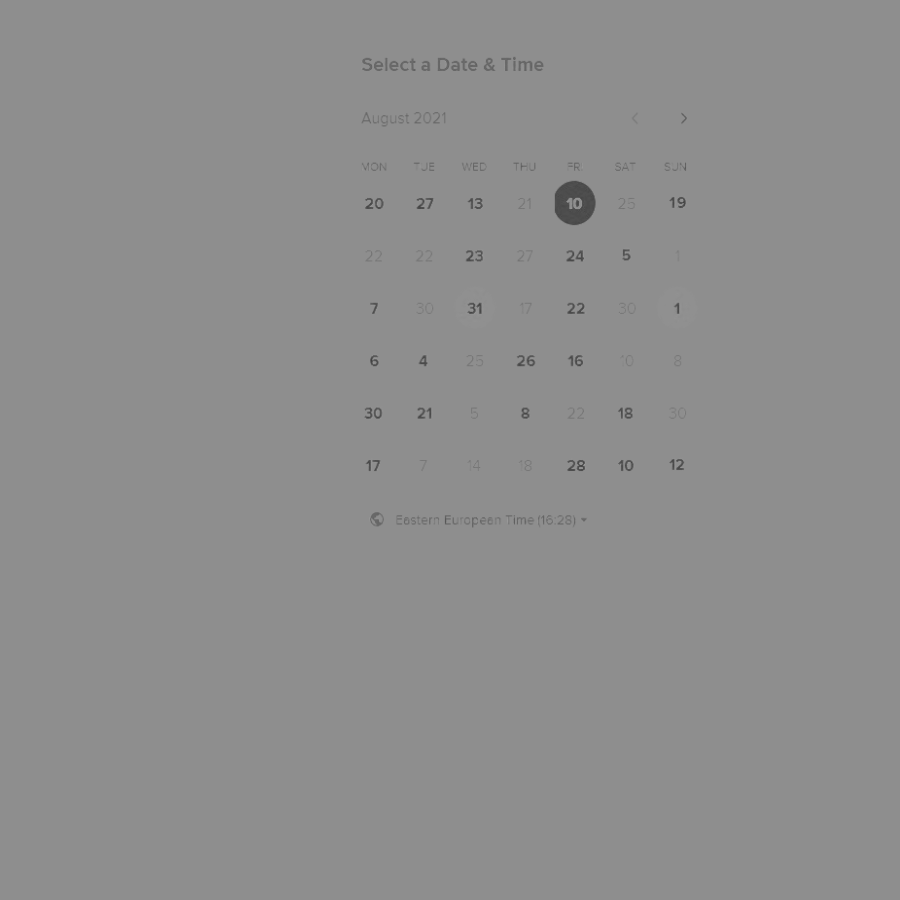 Select a Date & Time
August 2021
MON TUE WED THU FRI SAT SUN
20 27 13 21 10 25 19
22 22 23 27 24 5 1
7 30 31 17 22 30 1
6 4 25 26 16 10 8
30 21 5 8 22 18 30
17 7 14 18 28 10 12
Eastern European Time (16:28)